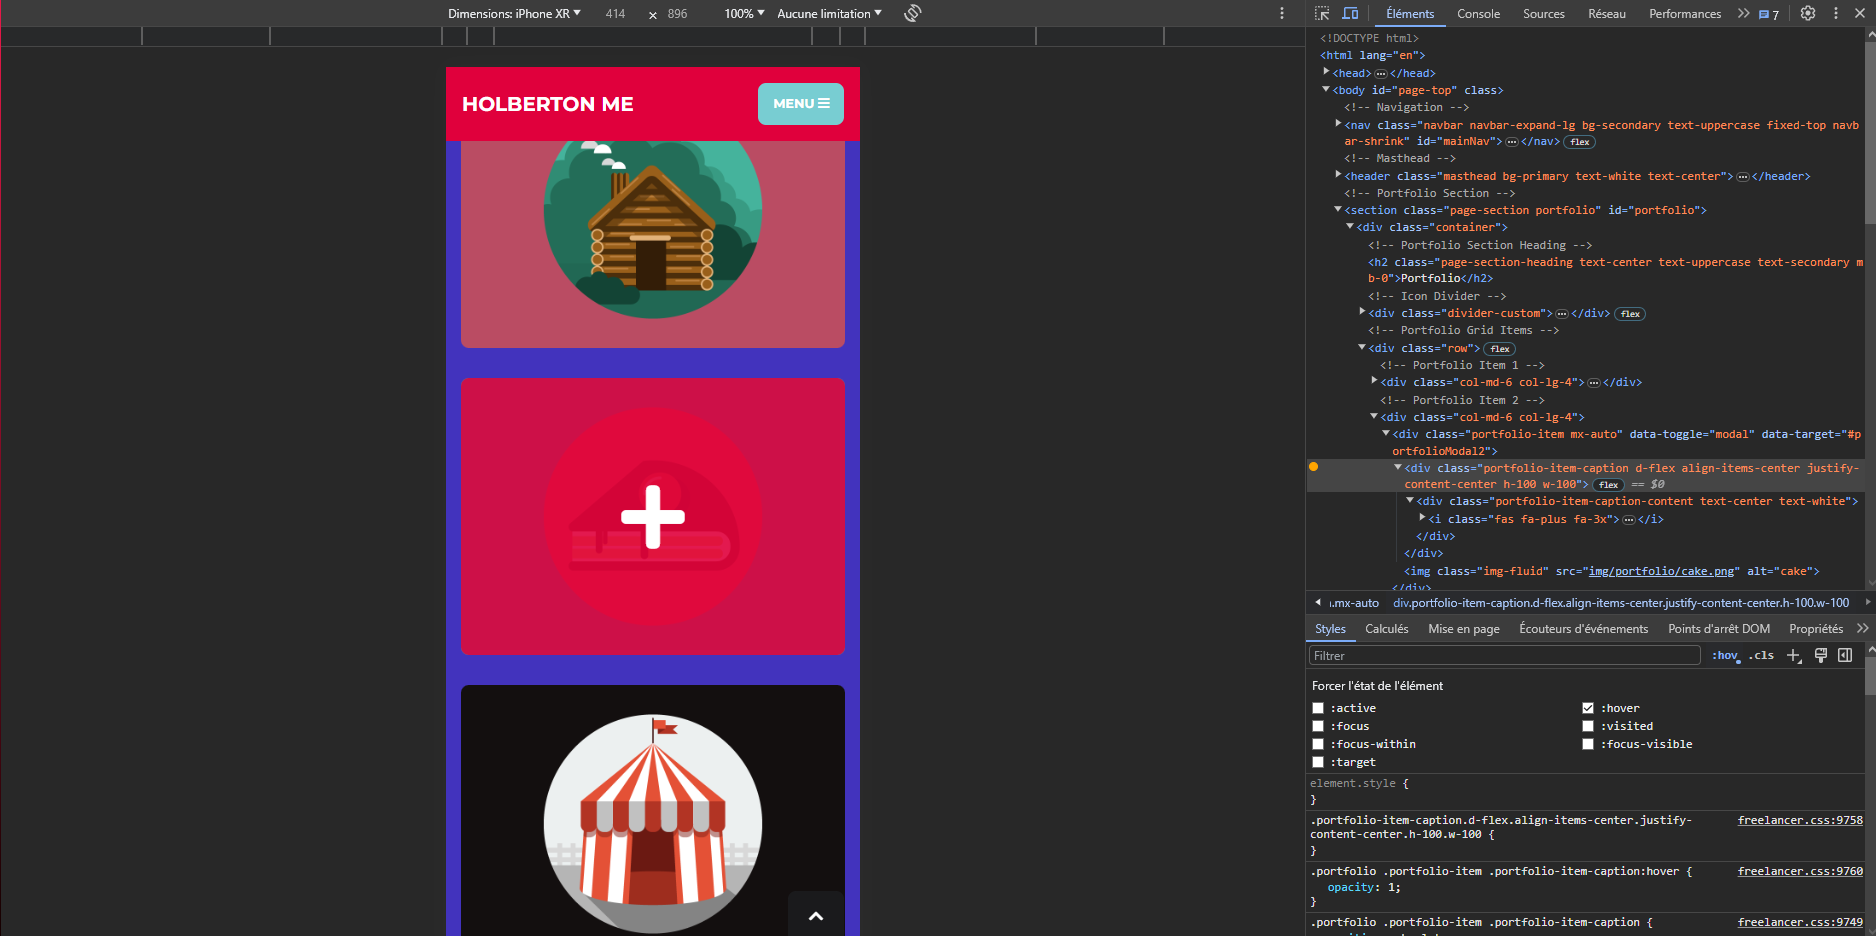 Dimensions: iPhone XR ▼ 414 × 896 100% ▼ Aucune limitation ▼
Éléments Console Sources Réseau Performances 7
HOLBERTON ME
MENU
<!DOCTYPE html>
<html lang="en">
<head>…</head>
<body id="page-top" class>
<!-- Navigation -->
<nav class="navbar navbar-expand-lg bg-secondary text-uppercase fixed-top navb
ar-shrink" id="mainNav">…</nav> flex
<!-- Masthead -->
<header class="masthead bg-primary text-white text-center">…</header>
<!-- Portfolio Section -->
<section class="page-section portfolio" id="portfolio">
<div class="container">
<!-- Portfolio Section Heading -->
<h2 class="page-section-heading text-center text-uppercase text-secondary m
b-0">Portfolio</h2>
<!-- Icon Divider -->
<div class="divider-custom">…</div> flex
<!-- Portfolio Grid Items -->
<div class="row"> flex
<!-- Portfolio Item 1 -->
<div class="col-md-6 col-lg-4">…</div>
<!-- Portfolio Item 2 -->
<div class="col-md-6 col-lg-4">
<div class="portfolio-item mx-auto" data-toggle="modal" data-target="#p
ortfolioModal2">
<div class="portfolio-item-caption d-flex align-items-center justify-
content-center h-100 w-100"> flex == $0
<div class="portfolio-item-caption-content text-center text-white">
<i class="fas fa-plus fa-3x">…</i>
</div>
</div>
<img class="img-fluid" src="img/portfolio/cake.png" alt="cake">
</div>
.mx-auto div.portfolio-item-caption.d-flex.align-items-center.justify-content-center.h-100.w-100
Styles Calculés Mise en page Écouteurs d'événements Points d'arrêt DOM Propriétés
Filtrer :hov .cls
Forcer l'état de l'élément
:active :hover
:focus :visited
:focus-within :focus-visible
:target
element.style {
}
.portfolio-item-caption.d-flex.align-items-center.justify- freelancer.css:9758
content-center.h-100.w-100 {
}
.portfolio .portfolio-item .portfolio-item-caption:hover { freelancer.css:9760
opacity: 1;
}
.portfolio .portfolio-item .portfolio-item-caption { freelancer.css:9749